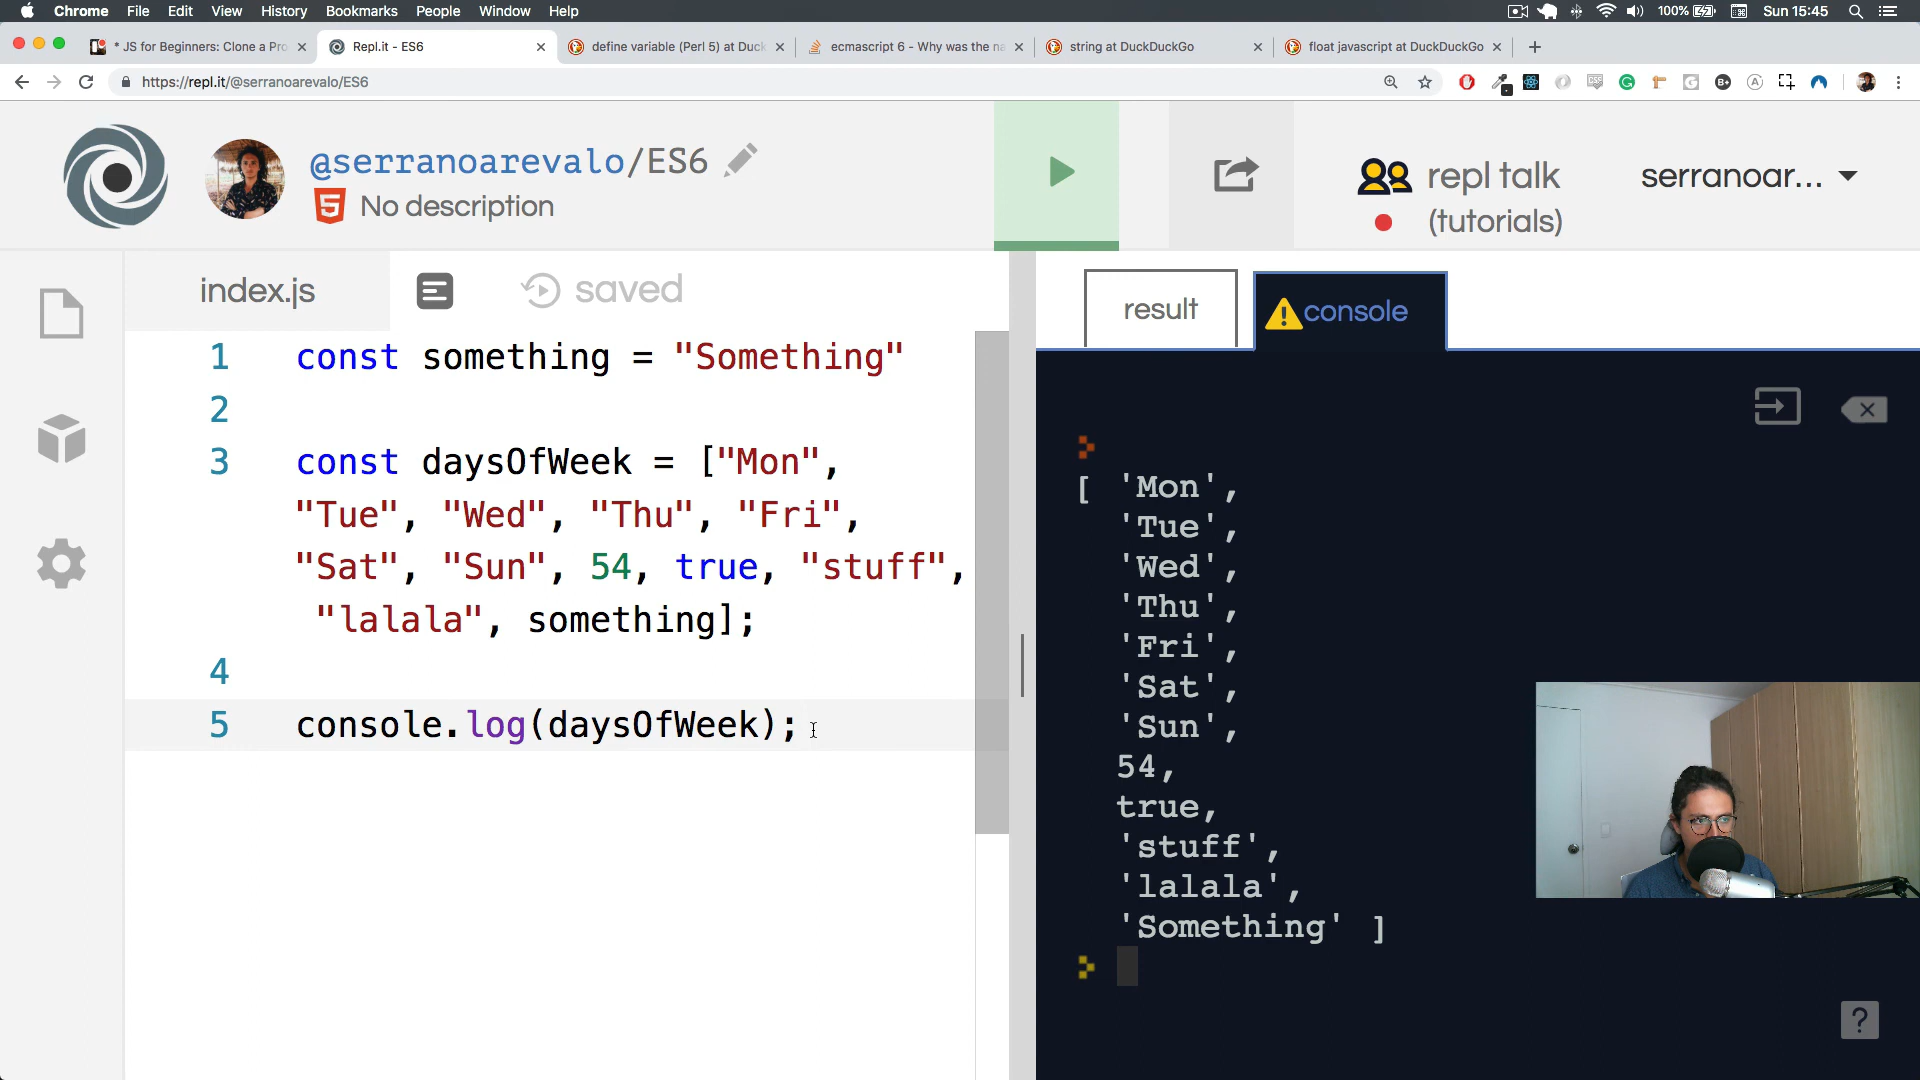 Chrome File Edit View History Bookmarks People Window Help 100% Sun 15:45
* JS for Beginners: Clone a Pro
Repl.it - ES6
define variable (Perl 5) at Duck
ecmascript 6 - Why was the na
string at DuckDuckGo
float javascript at DuckDuckGo
https://repl.it/@serranoarevalo/ES6
@serranoarevalo/ES6
No description
repl talk
(tutorials)
serranoar...
index.js
saved
result
console
1 const something = "Something"
2
3 const daysOfWeek = ["Mon",
"Tue", "Wed", "Thu", "Fri",
"Sat", "Sun", 54, true, "stuff",
"lalala", something];
4
5 console.log(daysOfWeek);
[ 'Mon',
'Tue',
'Wed',
'Thu',
'Fri',
'Sat',
'Sun',
54,
true,
'stuff',
'lalala',
'Something' ]
?